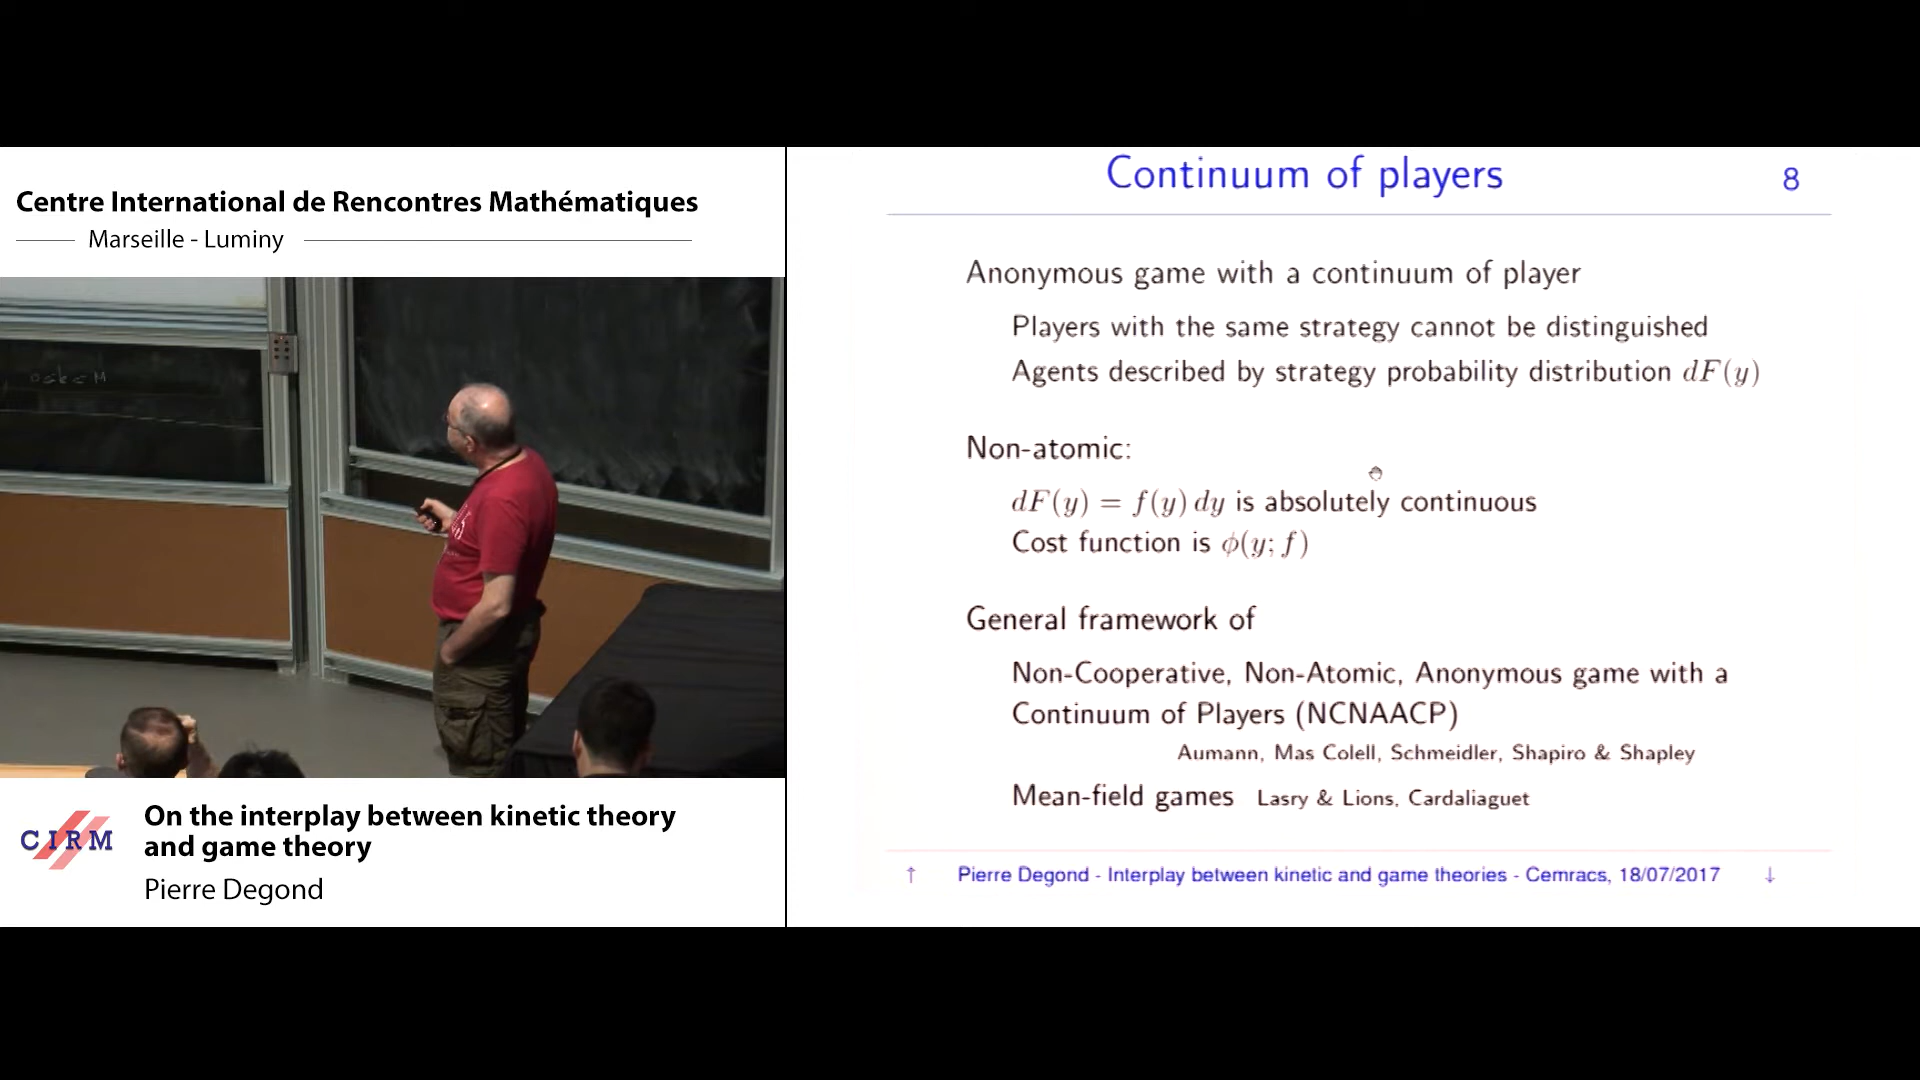 Centre International de Rencontres Mathématiques
Marseille - Luminy
CIRM
On the interplay between kinetic theory
and game theory
Pierre Degond
Continuum of players
8
Anonymous game with a continuum of player
Players with the same strategy cannot be distinguished
Agents described by strategy probability distribution dF(y)
Non-atomic:
dF(y) = f(y) dy is absolutely continuous
Cost function is ϕ(y; f)
General framework of
Non-Cooperative, Non-Atomic, Anonymous game with a
Continuum of Players (NCNAACP)
Aumann, Mas Colell, Schmeidler, Shapiro & Shapley
Mean-field games Lasry & Lions, Cardaliaguet
↑ Pierre Degond - Interplay between kinetic and game theories - Cemracs, 18/07/2017 ↓